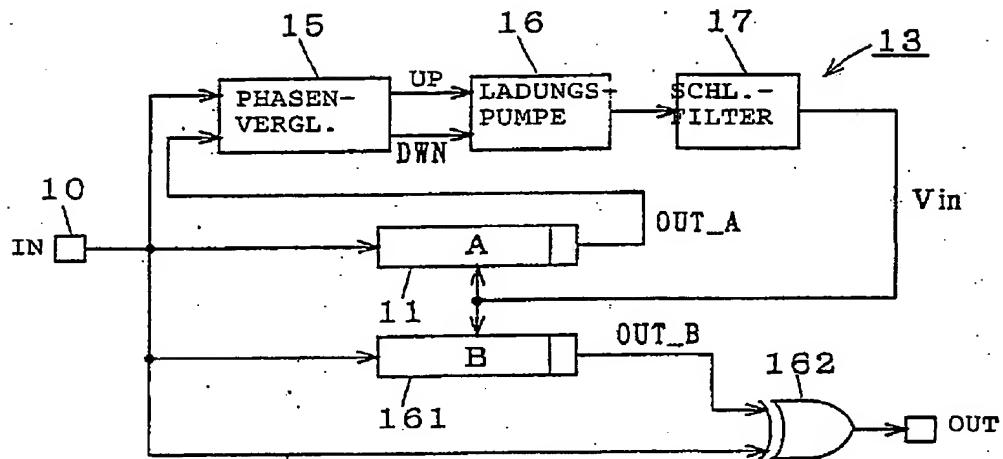 15
16
17
13
PHASEN-
VERGL.
UP
DWN
LADUNGS-
PUMPE
SCHL.-
FILTER
10
IN
Vin
OUT_A
A
11
B
OUT_B
161
162
OUT